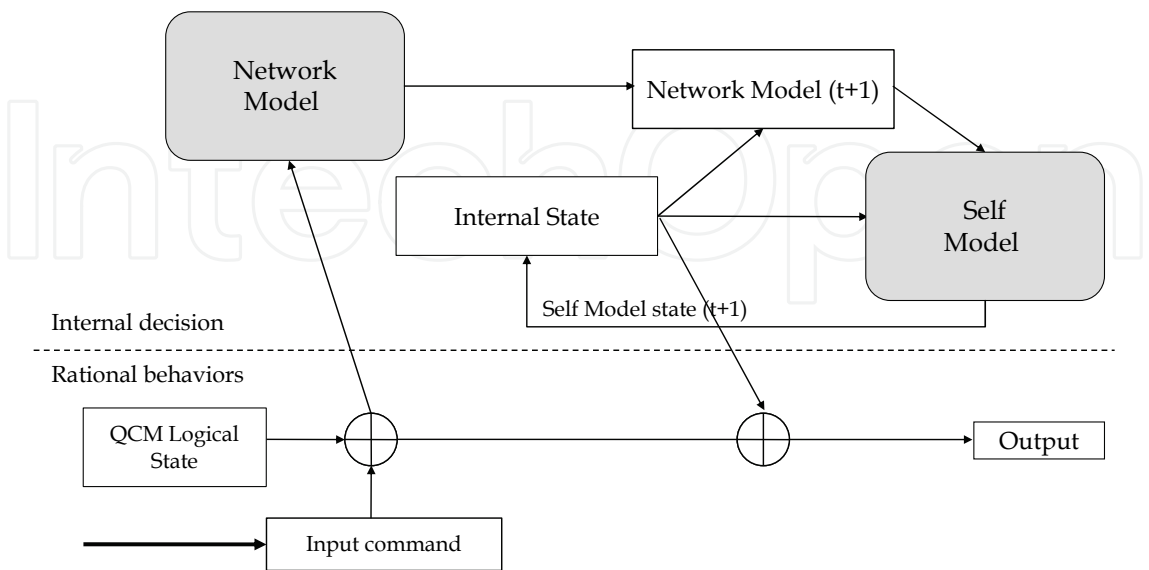 Network
Model
Network Model (t+1)
Internal State
Self
Model
Self Model state (t+1)
Internal decision
Rational behaviors
QCM Logical
State
Output
Input command
IntechOpen